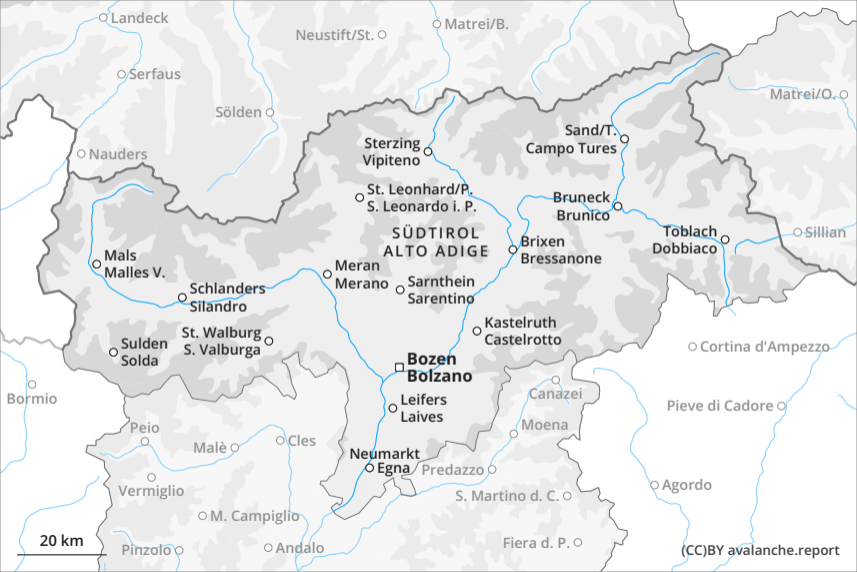 Landeck
Matrei/B.
Neustift/St.
Serfaus
Matrei/O.
Sölden
Sand/T.
Campo Tures
Sterzing
Vipiteno
Nauders
St. Leonhard/P.
S. Leonardo i. P.
Bruneck
Brunico
SÜDTIROL
ALTO ADIGE
Toblach
Dobbiaco
Sillian
Brixen
Bressanone
Mals
Malles V.
Meran
Merano
Sarnthein
Sarentino
Schlanders
Silandro
Kastelruth
Castelrotto
St. Walburg
S. Valburga
Sulden
Solda
Cortina d'Ampezzo
Bozen
Bolzano
Bormio
Canazei
Leifers
Laives
Pieve di Cadore
Moena
Peio
Cles
Malè
Neumarkt
Egna
Predazzo
Vermiglio
Agordo
S. Martino d. C.
M. Campiglio
20 km
Pinzolo
Andalo
Fiera d. P.
(CC)BY avalanche.report